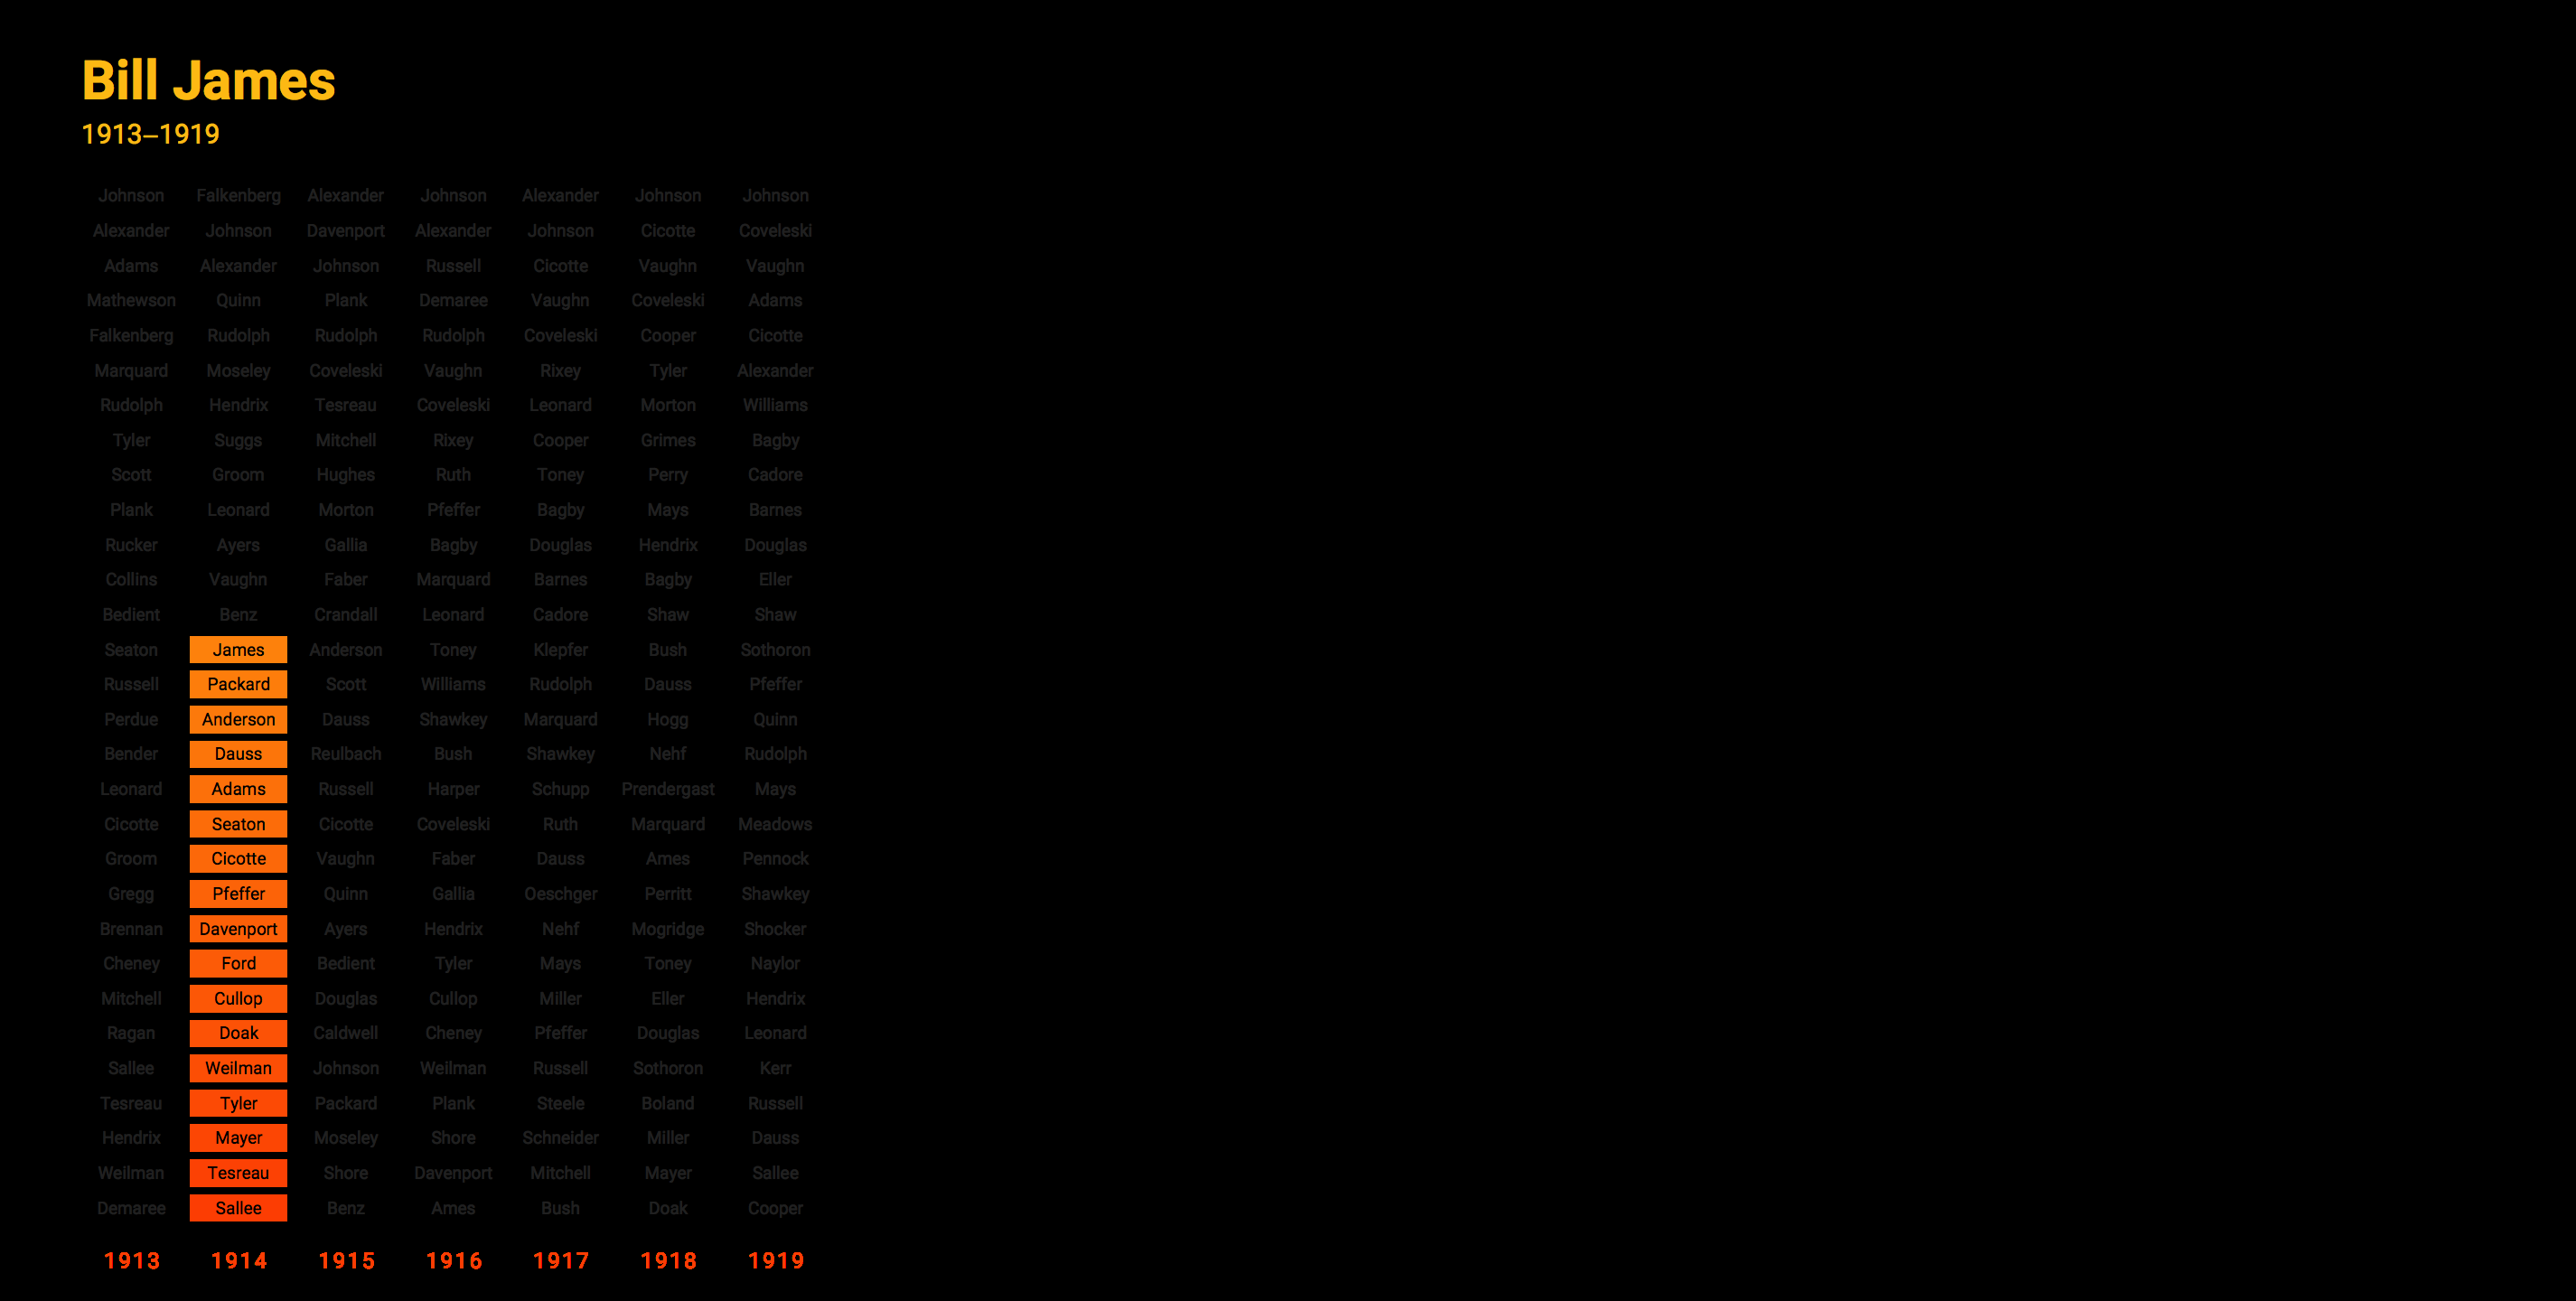 Bill James
1913–1919
Johnson Falkenberg Alexander Johnson Alexander Johnson Johnson
Alexander Johnson Davenport Alexander Johnson Cicotte Coveleski
Adams Alexander Johnson Russell Cicotte Vaughn Vaughn
Mathewson Quinn Plank Demaree Vaughn Coveleski Adams
Falkenberg Rudolph Rudolph Rudolph Coveleski Cooper Cicotte
Marquard Moseley Coveleski Vaughn Rixey Tyler Alexander
Rudolph Hendrix Tesreau Coveleski Leonard Morton Williams
Tyler Suggs Mitchell Rixey Cooper Grimes Bagby
Scott Groom Hughes Ruth Toney Perry Cadore
Plank Leonard Morton Pfeffer Bagby Mays Barnes
Rucker Ayers Gallia Bagby Douglas Hendrix Douglas
Collins Vaughn Faber Marquard Barnes Bagby Eller
Bedient Benz Crandall Leonard Cadore Shaw Shaw
Seaton James Anderson Toney Klepfer Bush Sothoron
Russell Packard Scott Williams Rudolph Dauss Pfeffer
Perdue Anderson Dauss Shawkey Marquard Hogg Quinn
Bender Dauss Reulbach Bush Shawkey Nehf Rudolph
Leonard Adams Russell Harper Schupp Prendergast Mays
Cicotte Seaton Cicotte Coveleski Ruth Marquard Meadows
Groom Cicotte Vaughn Faber Dauss Ames Pennock
Gregg Pfeffer Quinn Gallia Oeschger Perritt Shawkey
Brennan Davenport Ayers Hendrix Nehf Mogridge Shocker
Cheney Ford Bedient Tyler Mays Toney Naylor
Mitchell Cullop Douglas Cullop Miller Eller Hendrix
Ragan Doak Caldwell Cheney Pfeffer Douglas Leonard
Sallee Weilman Johnson Weilman Russell Sothoron Kerr
Tesreau Tyler Packard Plank Steele Boland Russell
Hendrix Mayer Moseley Shore Schneider Miller Dauss
Weilman Tesreau Shore Davenport Mitchell Mayer Sallee
Demaree Sallee Benz Ames Bush Doak Cooper
1913 1914 1915 1916 1917 1918 1919